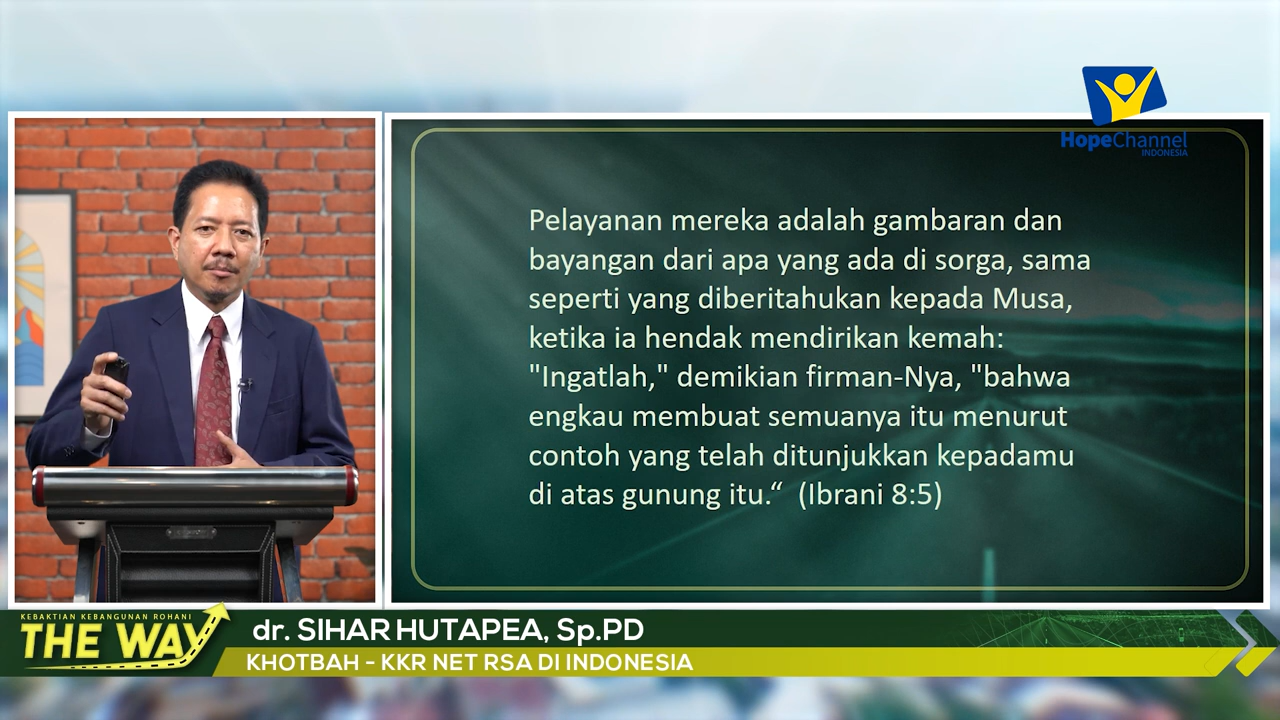 HopeChannel
INDONESIA
Pelayanan mereka adalah gambaran dan
bayangan dari apa yang ada di sorga, sama
seperti yang diberitahukan kepada Musa,
ketika ia hendak mendirikan kemah:
"Ingatlah," demikian firman-Nya, "bahwa
engkau membuat semuanya itu menurut
contoh yang telah ditunjukkan kepadamu
di atas gunung itu.“ (Ibrani 8:5)
KEBAKTIAN KEBANGUNAN ROHANI
THE WAY
dr. SIHAR HUTAPEA, Sp.PD
KHOTBAH - KKR NET RSA DI INDONESIA